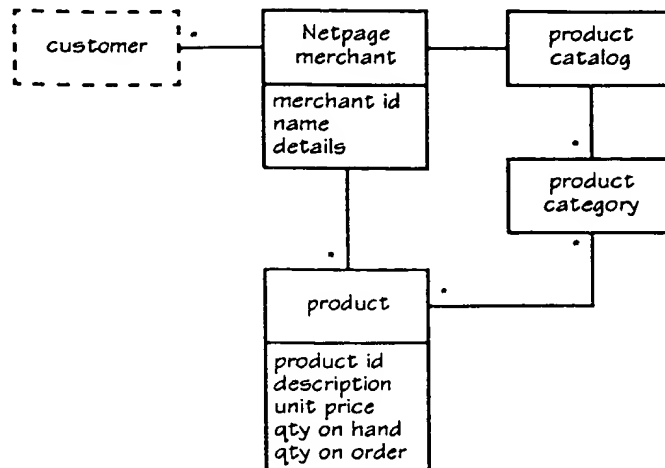 customer
Netpage
merchant
merchant id
name
details
product
catalog
product
category
product
product id
description
unit price
qty on hand
qty on order